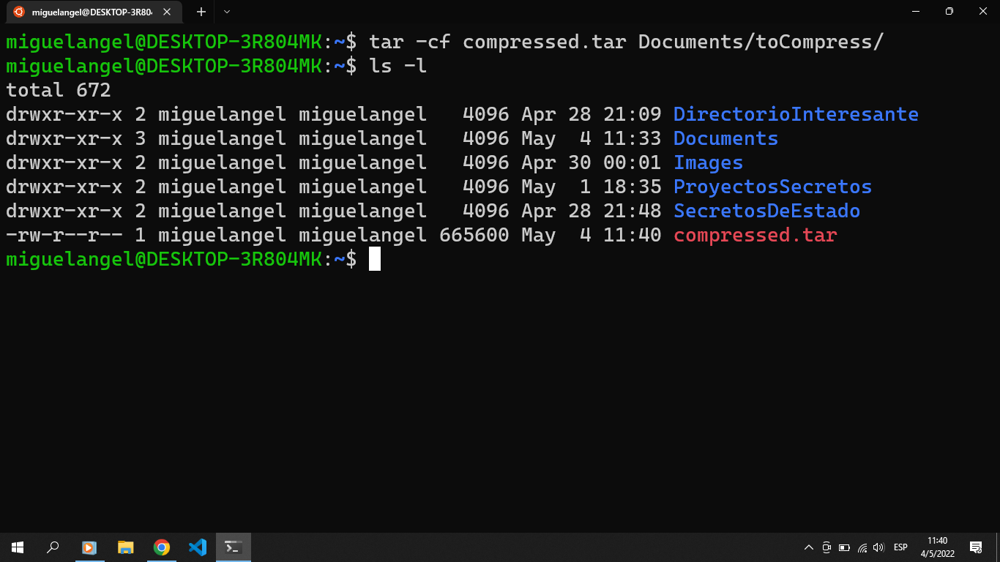 miguelangel@DESKTOP-3R804
miguelangel@DESKTOP-3R804MK:~$ tar -cf compressed.tar Documents/toCompress/
miguelangel@DESKTOP-3R804MK:~$ ls -l
total 672
drwxr-xr-x 2 miguelangel miguelangel   4096 Apr 28 21:09 DirectorioInteresante
drwxr-xr-x 3 miguelangel miguelangel   4096 May  4 11:33 Documents
drwxr-xr-x 2 miguelangel miguelangel   4096 Apr 30 00:01 Images
drwxr-xr-x 2 miguelangel miguelangel   4096 May  1 18:35 ProyectosSecretos
drwxr-xr-x 2 miguelangel miguelangel   4096 Apr 28 21:48 SecretosDeEstado
-rw-r--r-- 1 miguelangel miguelangel 665600 May  4 11:40 compressed.tar
miguelangel@DESKTOP-3R804MK:~$
ESP
11:40
4/5/2022